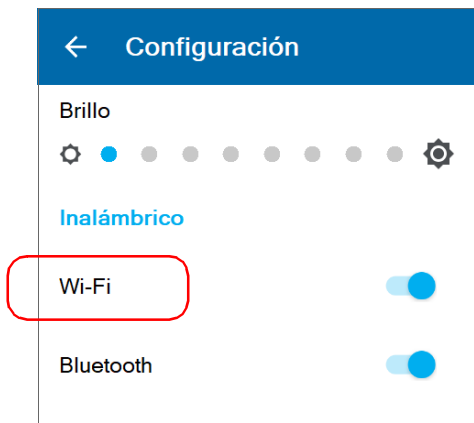 Configuración
Brillo
Inalámbrico
Wi-Fi
Bluetooth